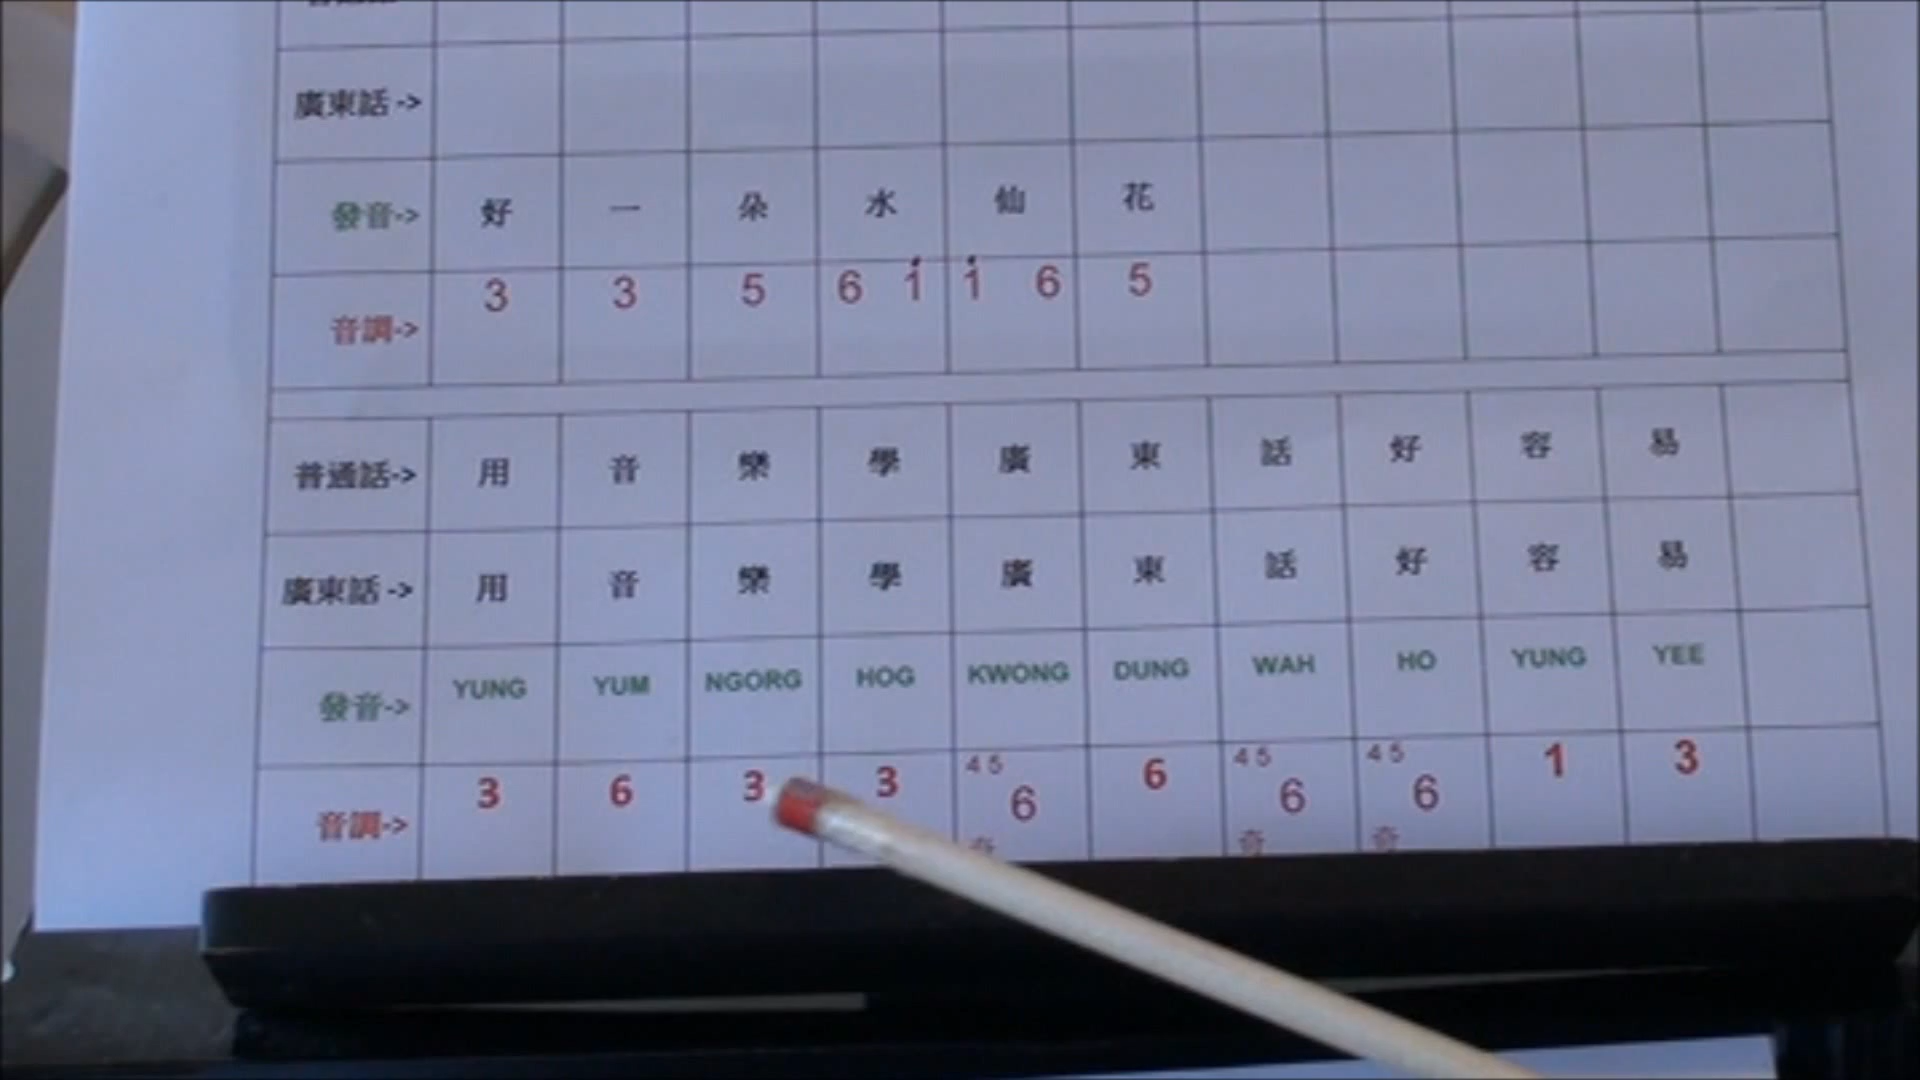 廣東話 ->
發音-> 好 一 朵 水 仙 花
音調-> 3 3 5 6 1̇ 1̇ 6 5
普通話-> 用 音 樂 學 廣 東 話 好 容 易
廣東話 -> 用 音 樂 學 廣 東 話 好 容 易
發音-> YUNG YUM NGORG HOG KWONG DUNG WAH HO YUNG YEE
音調-> 3 6 3 3 4 5 6 6 4 5 6 4 5 6 1 3